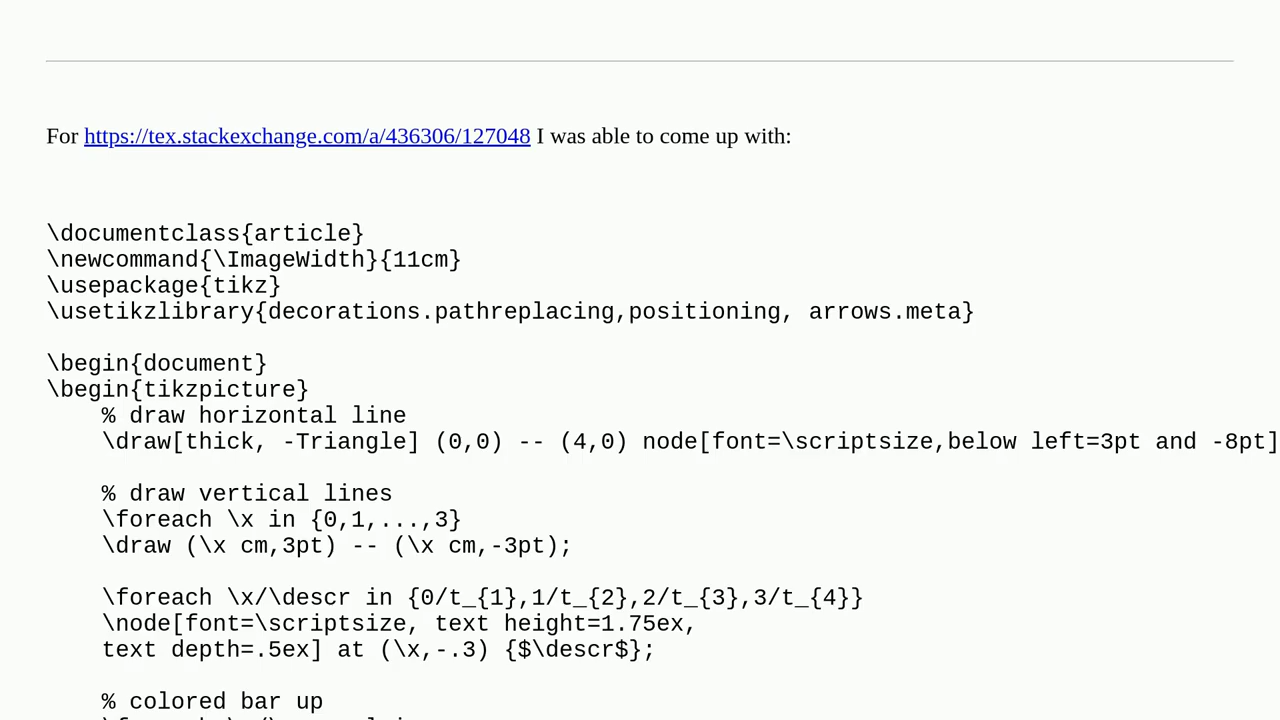 For https://tex.stackexchange.com/a/436306/127048 I was able to come up with:
\documentclass{article}
\newcommand{\ImageWidth}{11cm}
\usepackage{tikz}
\usetikzlibrary{decorations.pathreplacing,positioning, arrows.meta}
\begin{document}
\begin{tikzpicture}
% draw horizontal line
\draw[thick, -Triangle] (0,0) -- (4,0) node[font=\scriptsize,below left=3pt and -8pt]
% draw vertical lines
\foreach \x in {0,1,...,3}
\draw (\x cm,3pt) -- (\x cm,-3pt);
\foreach \x/\descr in {0/t_{1},1/t_{2},2/t_{3},3/t_{4}}
\node[font=\scriptsize, text height=1.75ex,
text depth=.5ex] at (\x,-.3) {$\descr$};
% colored bar up